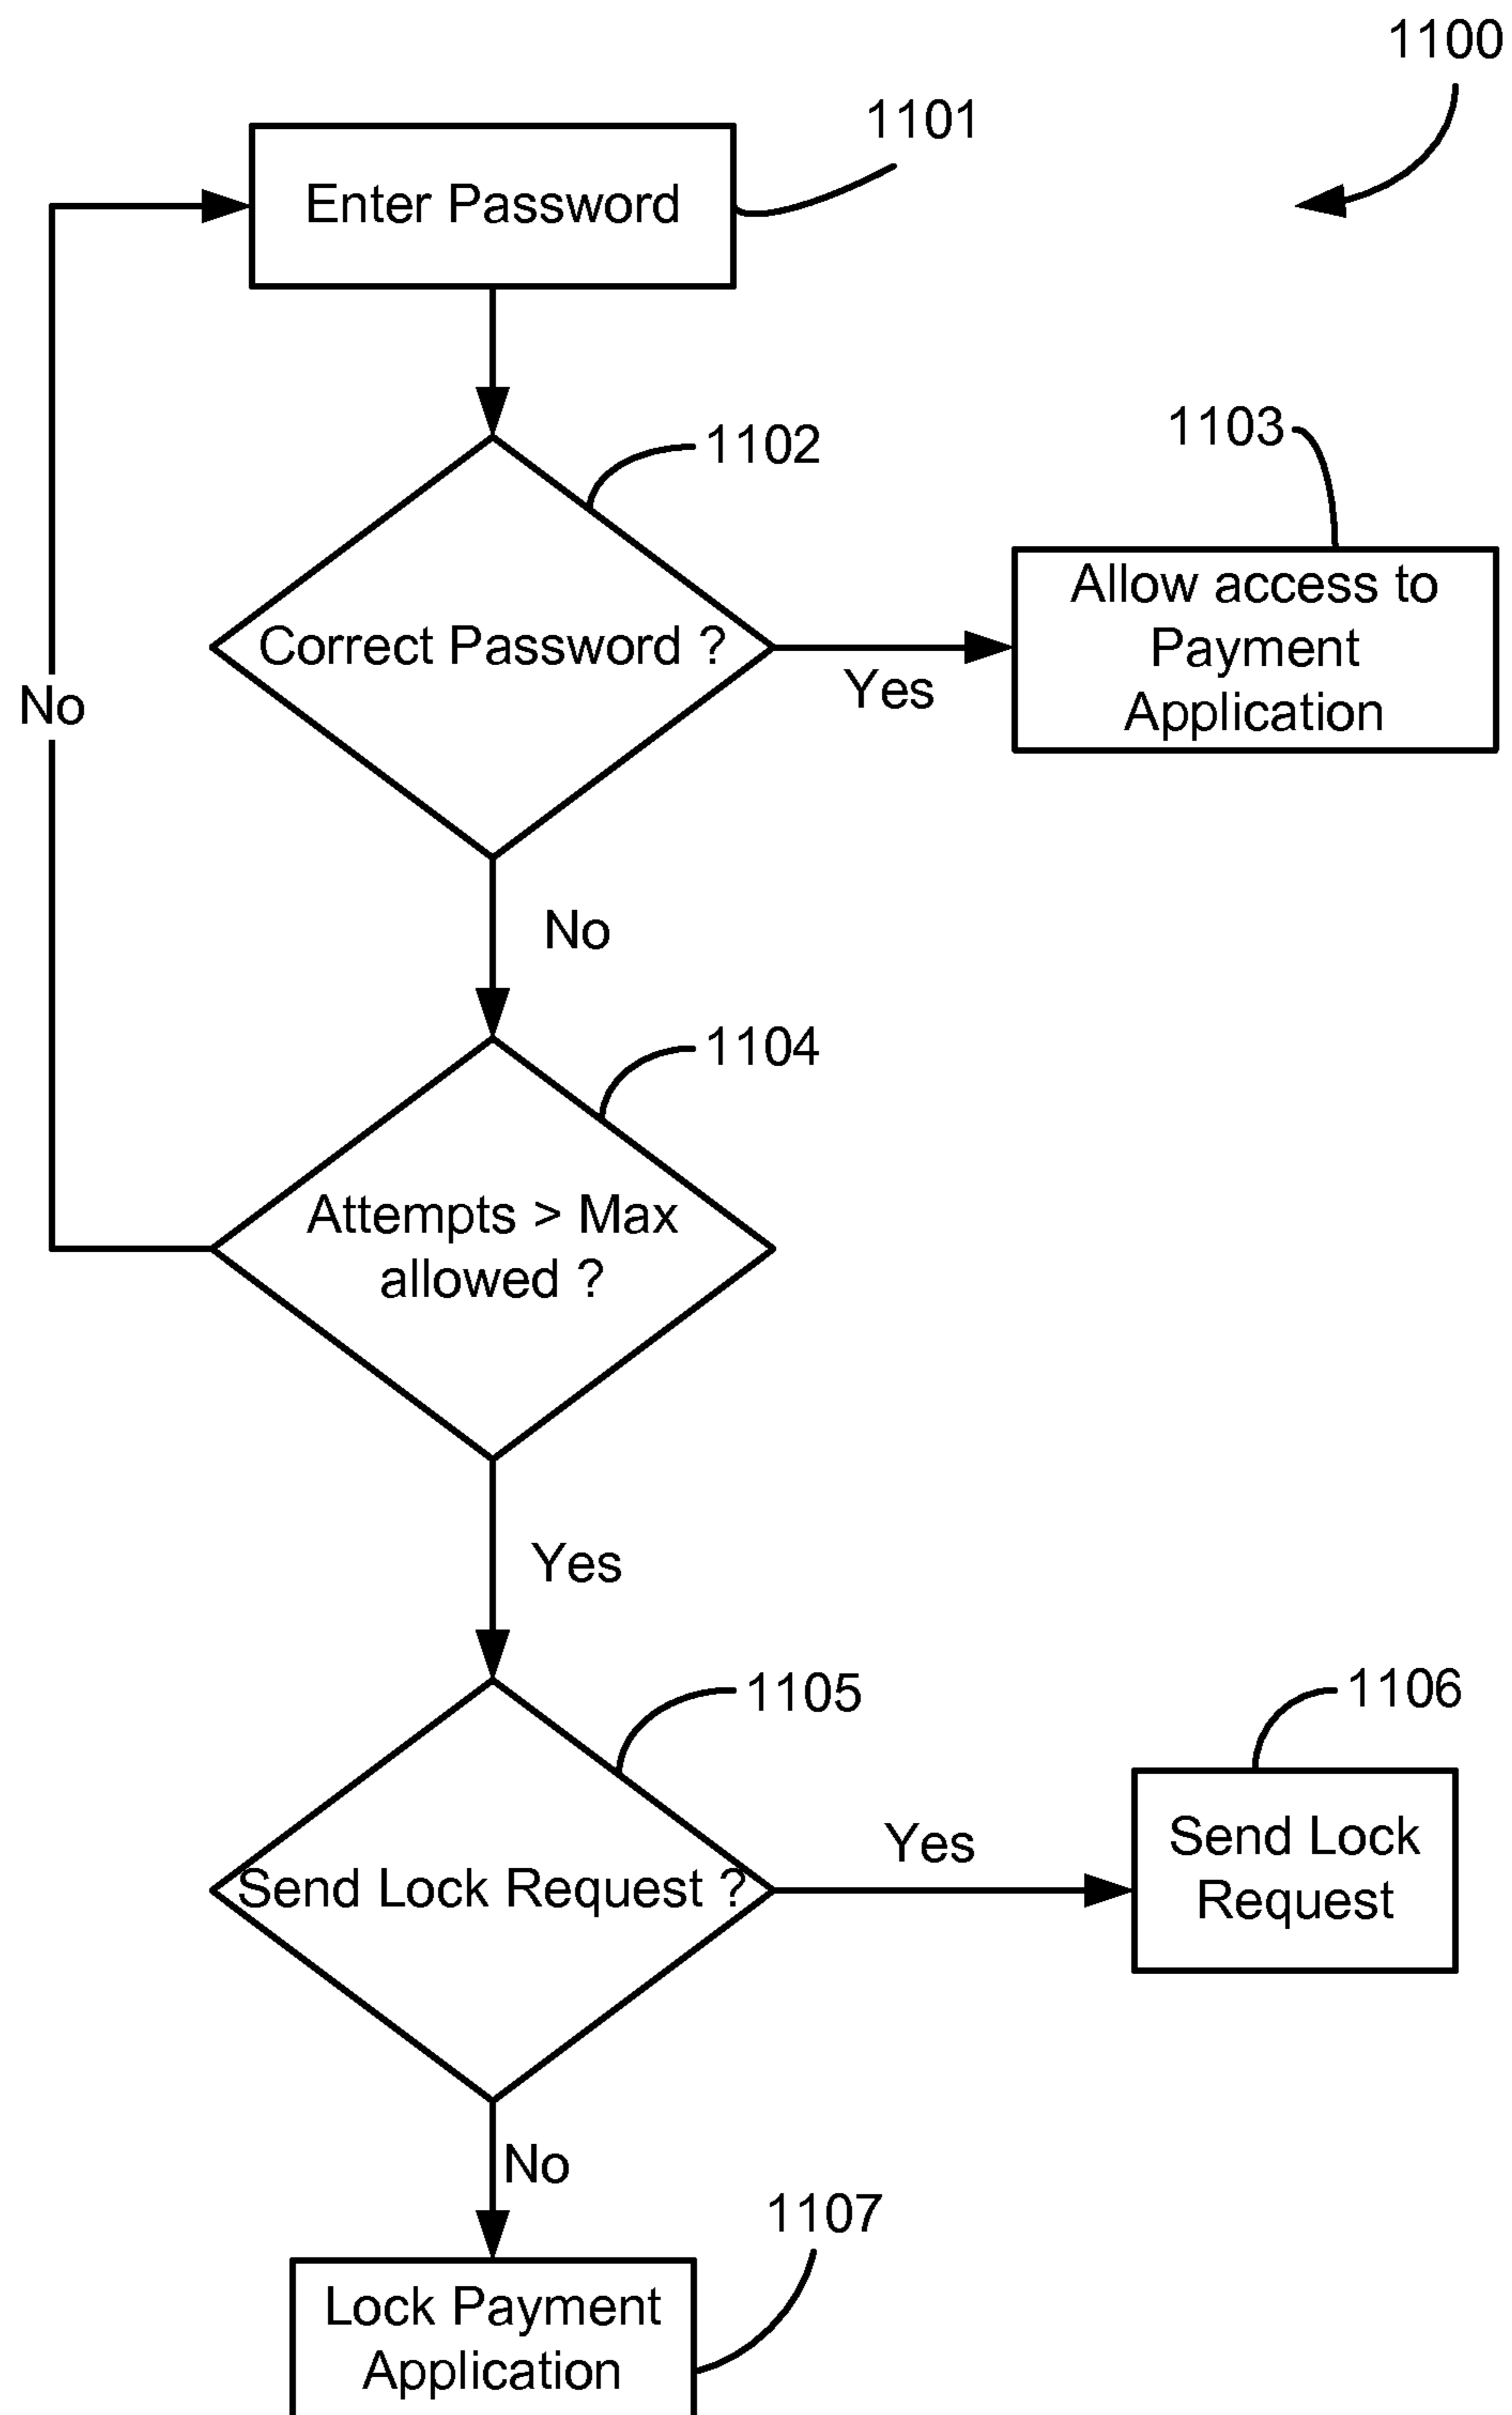 1100
1101
Enter Password
1102
1103
Correct Password ?
Yes
Allow access to
Payment
Application
No
No
1104
Attempts > Max
allowed ?
Yes
1105
1106
Send Lock Request ?
Yes
Send Lock
Request
No
1107
Lock Payment
Application